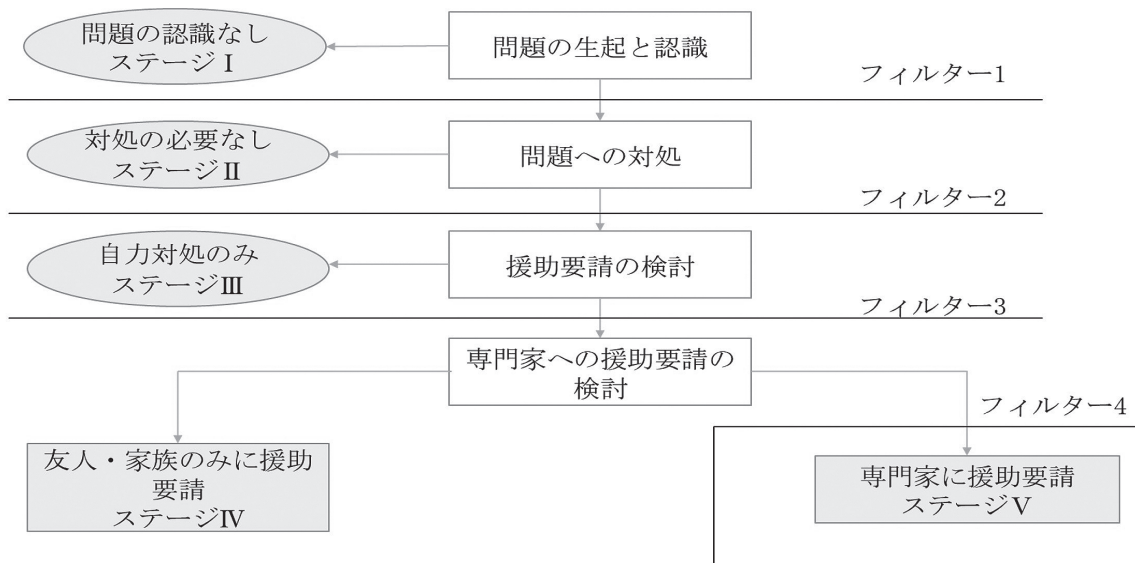 問題の認識なし
ステージⅠ
問題の生起と認識
フィルター1
対処の必要なし
ステージⅡ
問題への対処
フィルター2
自力対処のみ
ステージⅢ
援助要請の検討
フィルター3
専門家への援助要請の
検討
フィルター4
友人・家族のみに援助
要請
ステージⅣ
専門家に援助要請
ステージⅤ